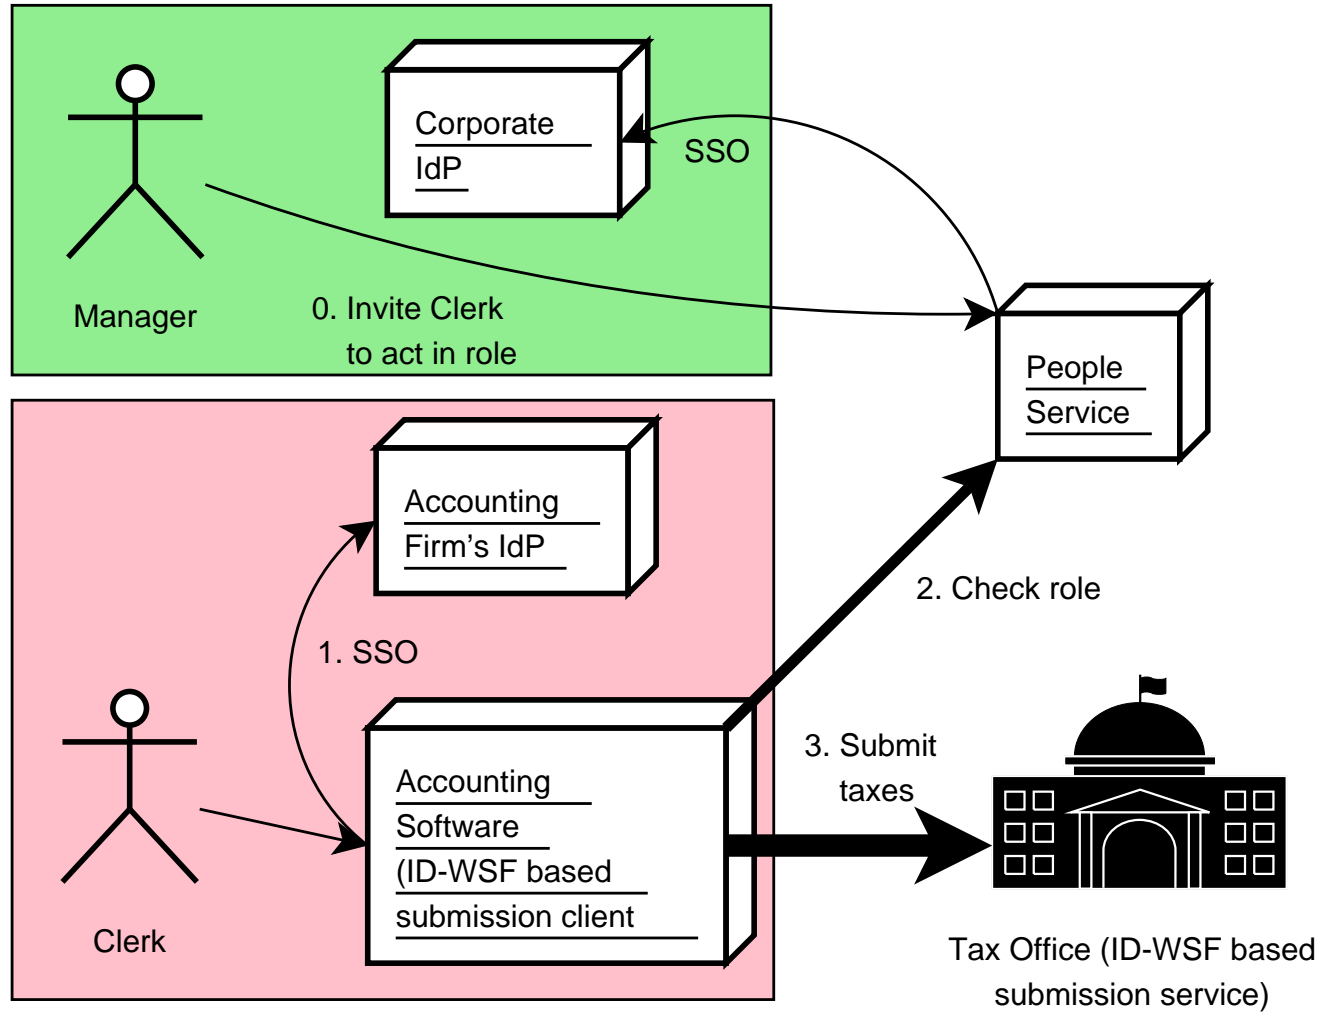 Corporate
IdP
SSO
Manager
0. Invite Clerk
to act in role
People
Service
Accounting
Firm's IdP
2. Check role
1. SSO
3. Submit
taxes
Accounting
Software
(ID-WSF based
submission client
Clerk
Tax Office (ID-WSF based
submission service)